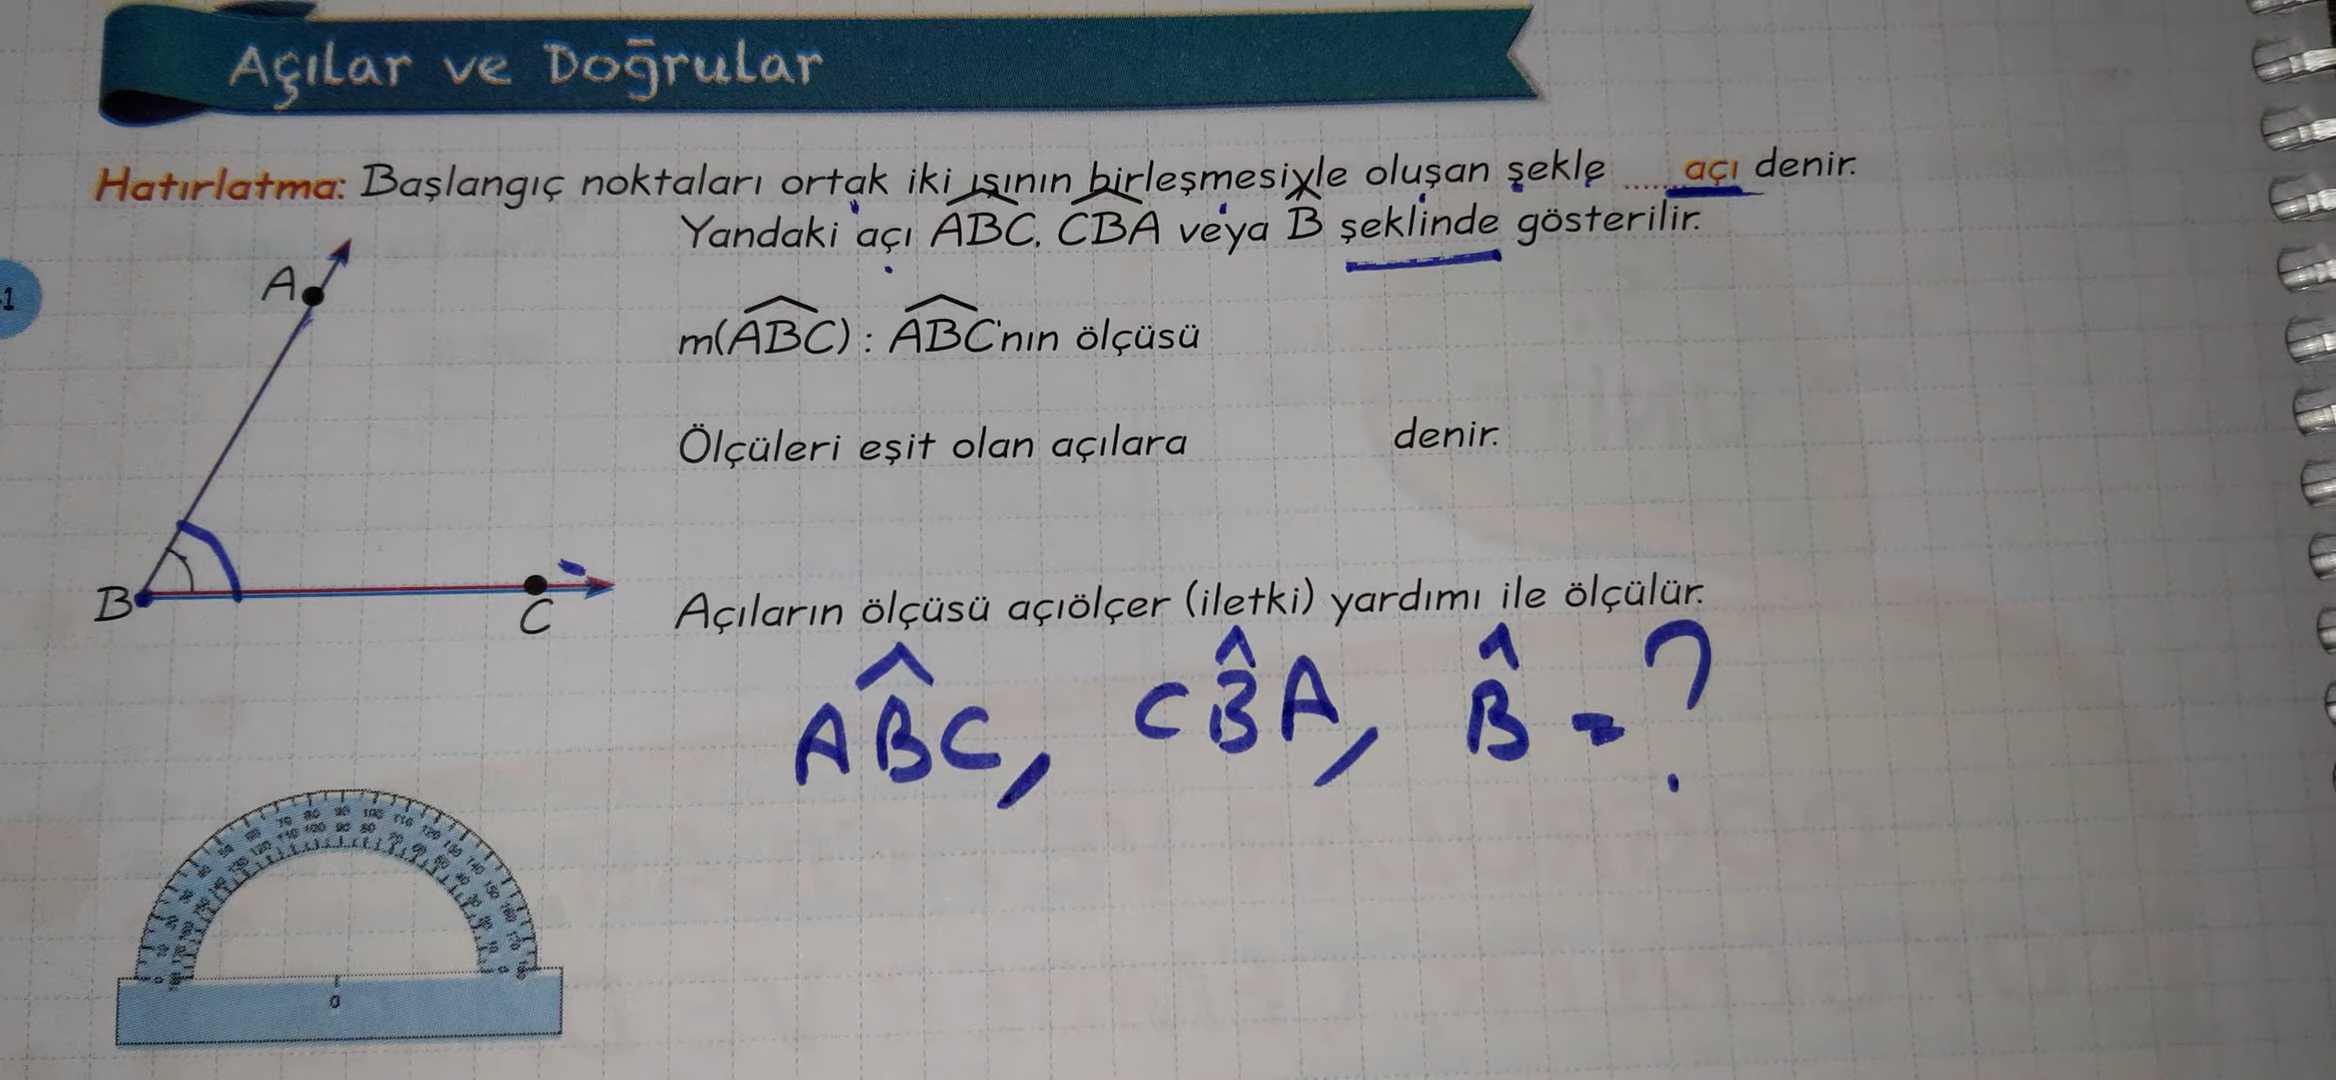 Açılar ve Doğrular
Hatırlatma: Başlangıç noktaları ortak iki ışının birleşmesiyle oluşan şekle ...... açı denir.
Yandaki açı ABC, CBA veya B şeklinde gösterilir.
1
A
m(ABC) : ABC'nın ölçüsü
Ölçüleri eşit olan açılara denir.
B
C
Açıların ölçüsü açıölçer (iletki) yardımı ile ölçülür.
ABC, CBA, B = ?
0